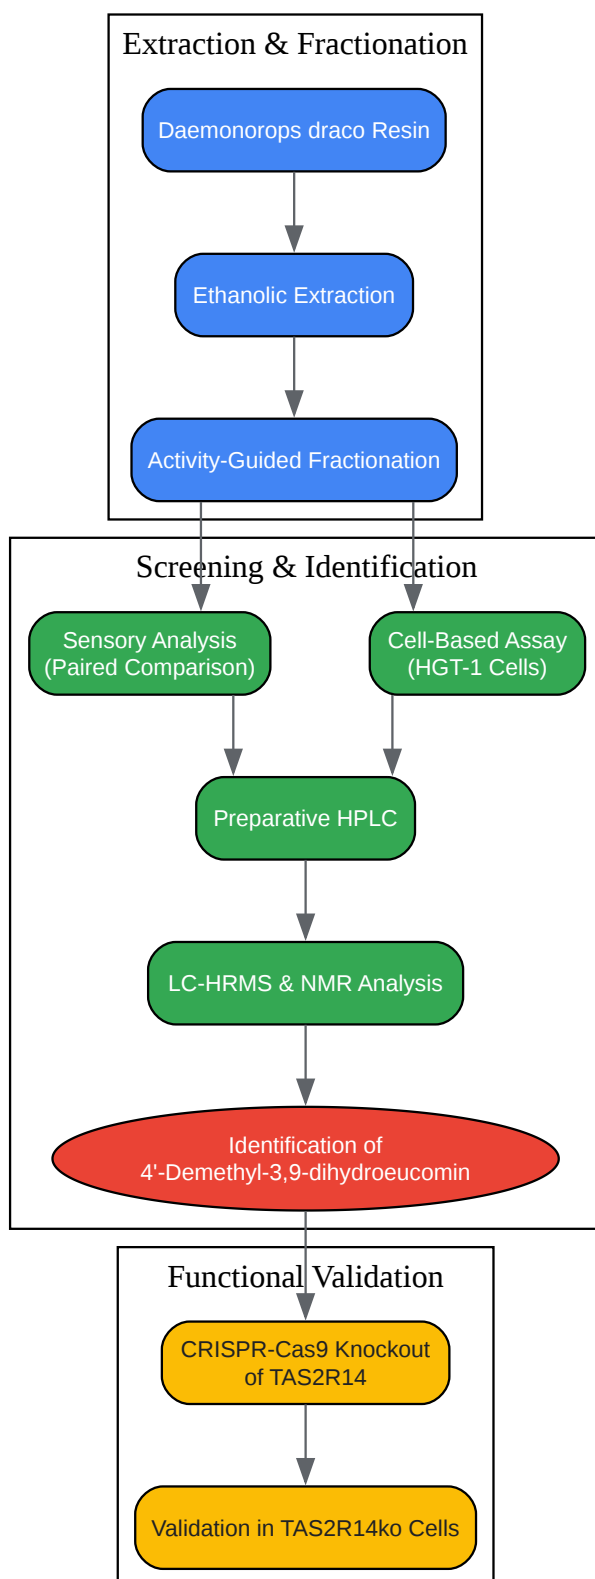 Extraction & Fractionation
Daemonorops draco Resin
Ethanolic Extraction
Activity-Guided Fractionation
Screening & Identification
Sensory Analysis
(Paired Comparison)
Cell-Based Assay
(HGT-1 Cells)
Preparative HPLC
LC-HRMS & NMR Analysis
Identification of
4'-Demethyl-3,9-dihydroeucomin
Functional Validation
CRISPR-Cas9 Knockout
of TAS2R14
Validation in TAS2R14ko Cells